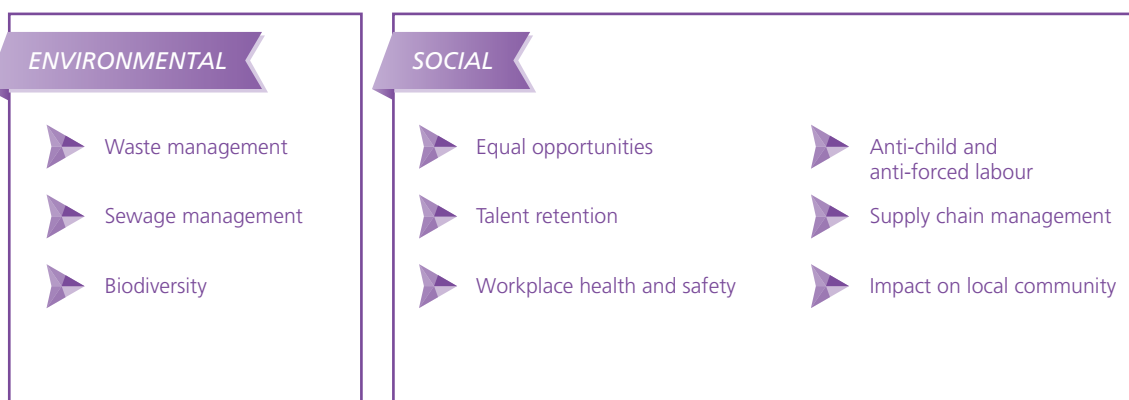 ENVIRONMENTAL
Waste management
Sewage management
Biodiversity
SOCIAL
Equal opportunities
Talent retention
Workplace health and safety
Anti-child and
anti-forced labour
Supply chain management
Impact on local community